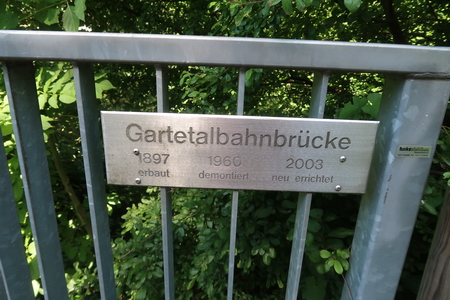 Gartetalbahnbrücke
1897 1960 2003
erbaut demontiert neu errichtet